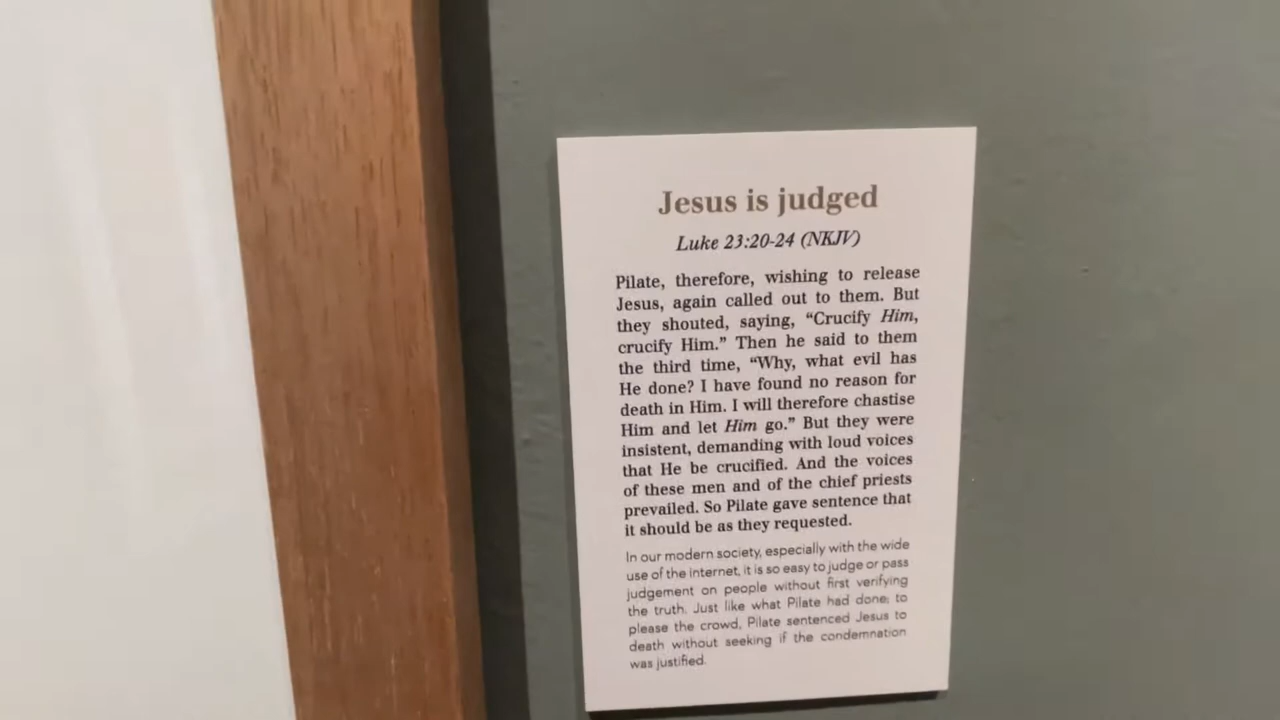 Jesus is judged
Luke 23:20-24 (NKJV)
Pilate, therefore, wishing to release
Jesus, again called out to them. But
they shouted, saying, “Crucify Him,
crucify Him.” Then he said to them
the third time, “Why, what evil has
He done? I have found no reason for
death in Him. I will therefore chastise
Him and let Him go.” But they were
insistent, demanding with loud voices
that He be crucified. And the voices
of these men and of the chief priests
prevailed. So Pilate gave sentence that
it should be as they requested.
In our modern society, especially with the wide
use of the internet, it is so easy to judge or pass
judgement on people without first verifying
the truth. Just like what Pilate had done; to
please the crowd, Pilate sentenced Jesus to
death without seeking if the condemnation
was justified.